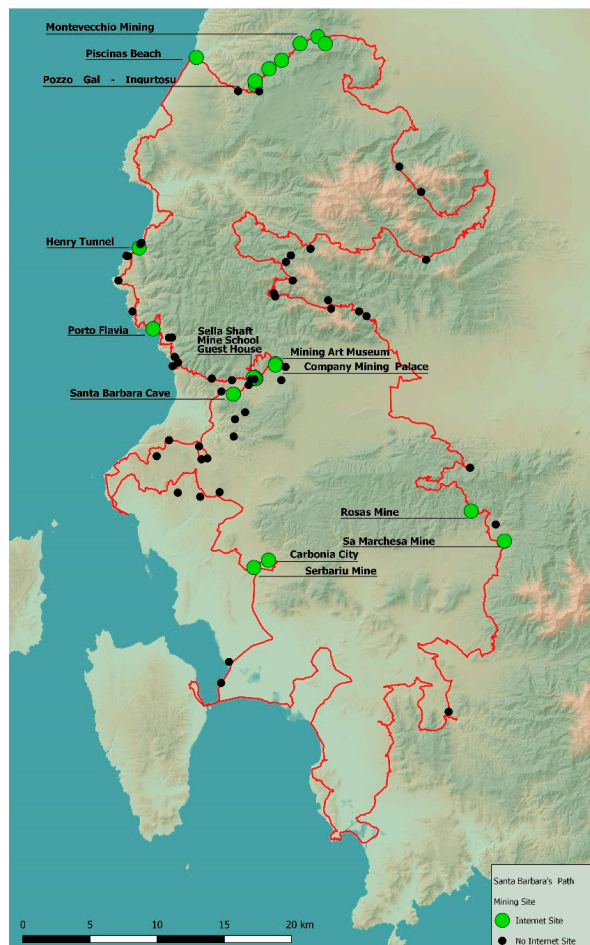 Montevecchio Mining
Piscinas Beach
Pozzo Gal - Inqurtosu
Henry Tunnel
Porto Flavia
Sella Shaft
Mine School
Guest House
Mining Art Museum
Company Mining Palace
Santa Barbara Cave
Rosas Mine
Sa Marchesa Mine
Carbonia City
Serbariu Mine
Santa Barbara's Path
Mining Site
Internet Site
No Internet Site
0 5 10 15 20 km